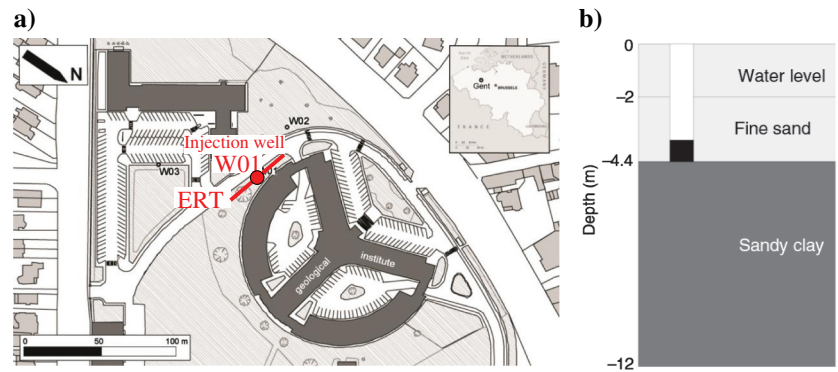 a)
N
NETHERLANDS
Gent
BRUSSELS
FRANCE
W02
Injection well
W01
W03
ERT
geological
institute
0
50
100 m
b)
0
Water level
−2
Fine sand
−4.4
Depth (m)
Sandy clay
−12